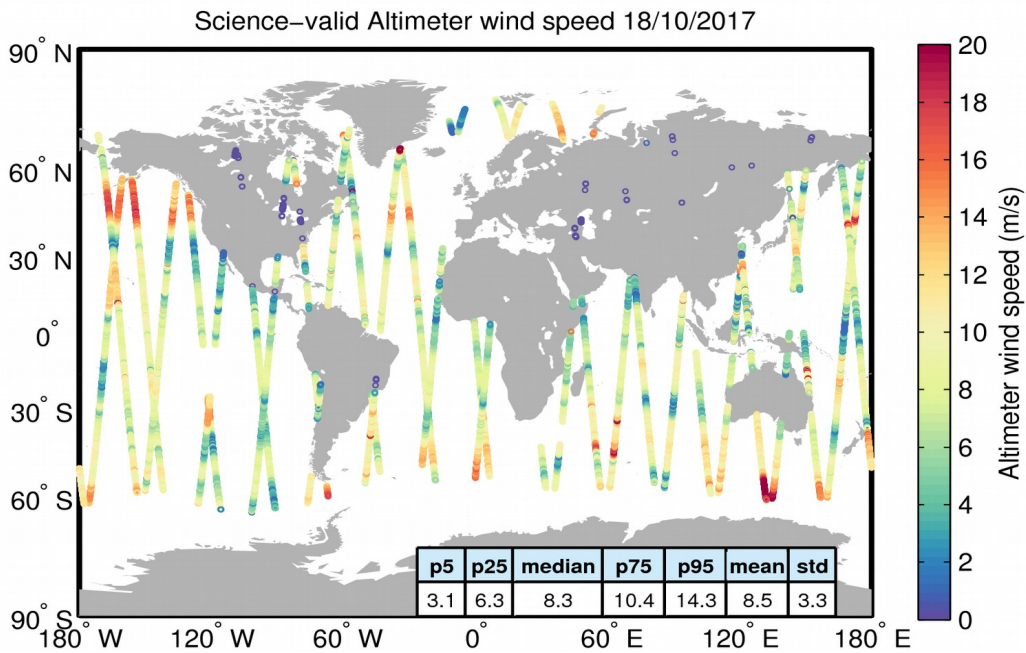 Science−valid Altimeter wind speed 18/10/2017
90° N
60° N
30° N
0°
30° S
60° S
90° S
180° W
120° W
60° W
0°
60° E
120° E
180° E
p5 p25 median p75 p95 mean std
3.1 6.3 8.3 10.4 14.3 8.5 3.3
20
18
16
14
12
10
8
6
4
2
0
Altimeter wind speed (m/s)